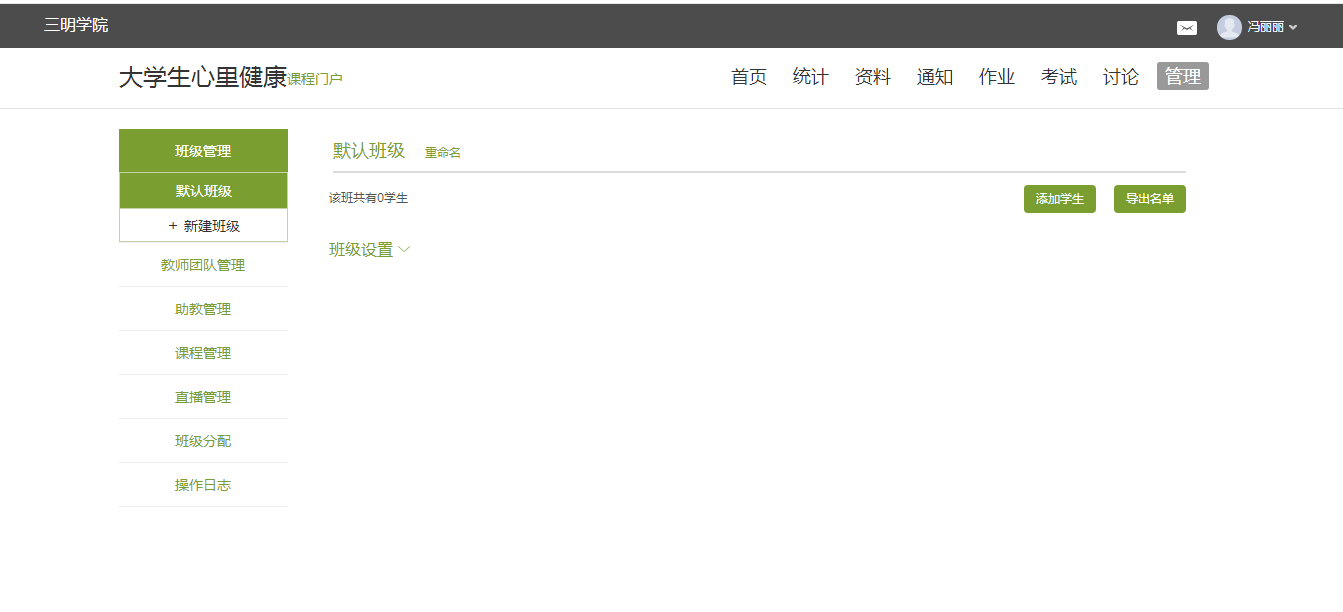 三明学院
冯丽丽
大学生心里健康课程门户
首页 统计 资料 通知 作业 考试 讨论 管理
班级管理
默认班级
+ 新建班级
教师团队管理
助教管理
课程管理
直播管理
班级分配
操作日志
默认班级 重命名
该班共有0学生
添加学生 导出名单
班级设置